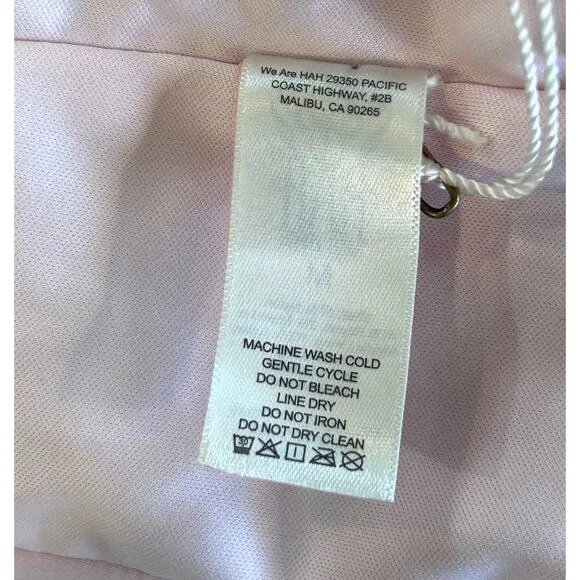 We Are HAH 29350 PACIFIC
COAST HIGHWAY, #2B
MALIBU, CA 90265
MACHINE WASH COLD
GENTLE CYCLE
DO NOT BLEACH
LINE DRY
DO NOT IRON
DO NOT DRY CLEAN
30